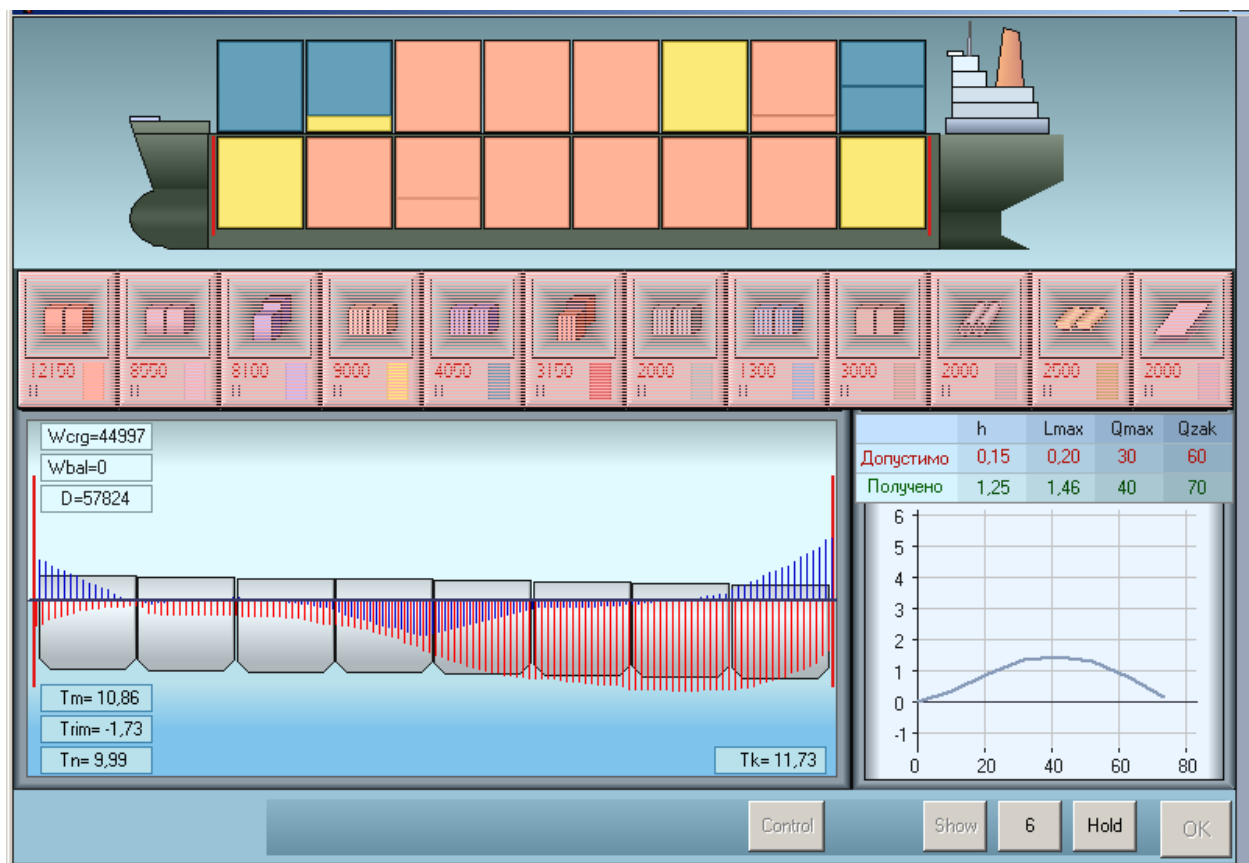 12150 8550 8100 9000 4050 3150 2000 1300 3000 2000 2500 2000
Wcrg=44997
Wbal=0
D=57824
Tm= 10,86
Trim= -1,73
Tn= 9,99
Tk= 11,73
h Lmax Qmax Qzak
Допустимо 0,15 0,20 30 60
Получено 1,25 1,46 40 70
6
5
4
3
2
1
0
-1
0 20 40 60 80
Control Show 6 Hold OK